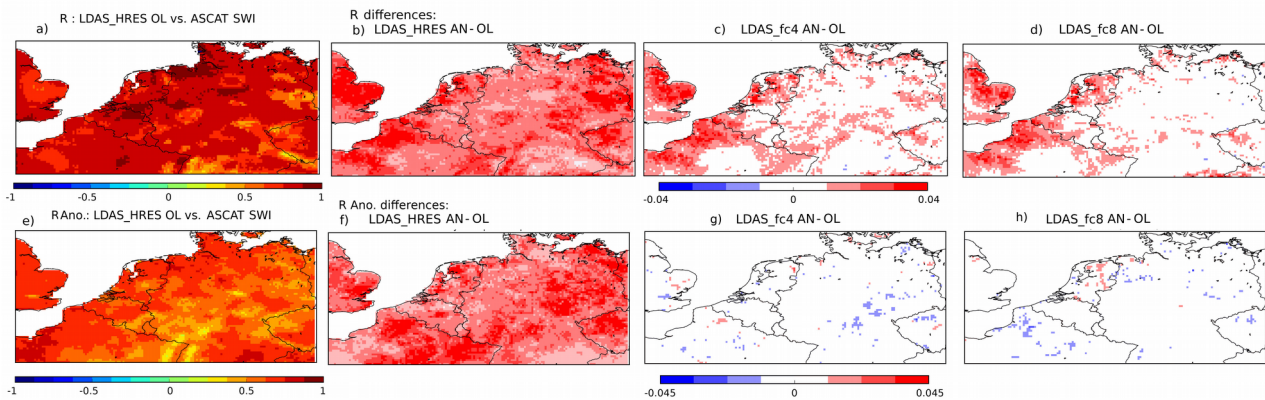 R : LDAS_HRES OL vs. ASCAT SWI
R differences:
a)
b) LDAS_HRES AN- OL
c) LDAS_fc4 AN-OL
d) LDAS_fc8 AN-OL
-1 -0.5 0 0.5 1
-0.04 0 0.04
e) R Ano.: LDAS_HRES OL vs. ASCAT SWI
R Ano. differences:
f) LDAS_HRES AN-OL
g) LDAS_fc4 AN-OL
h) LDAS_fc8 AN-OL
-1 -0.5 0 0.5 1
-0.045 0 0.045